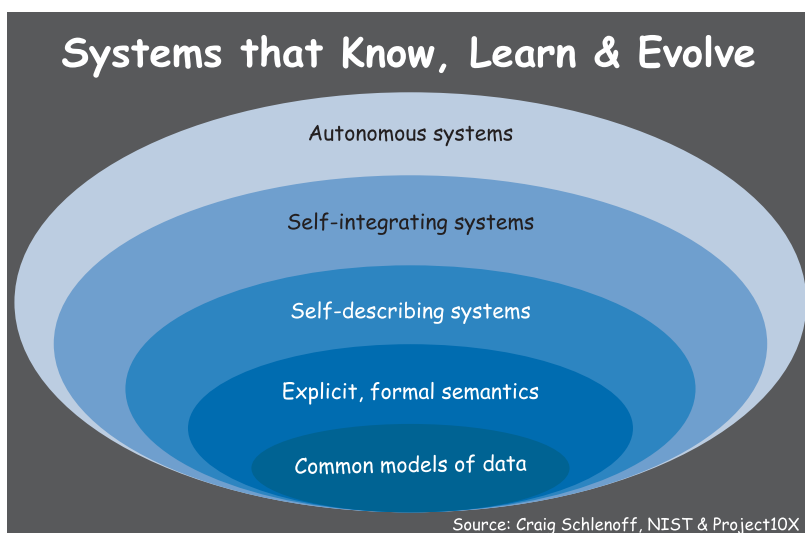 Systems that Know, Learn & Evolve
Autonomous systems
Self-integrating systems
Self-describing systems
Explicit, formal semantics
Common models of data
Source: Craig Schlenoff, NIST & Project10X